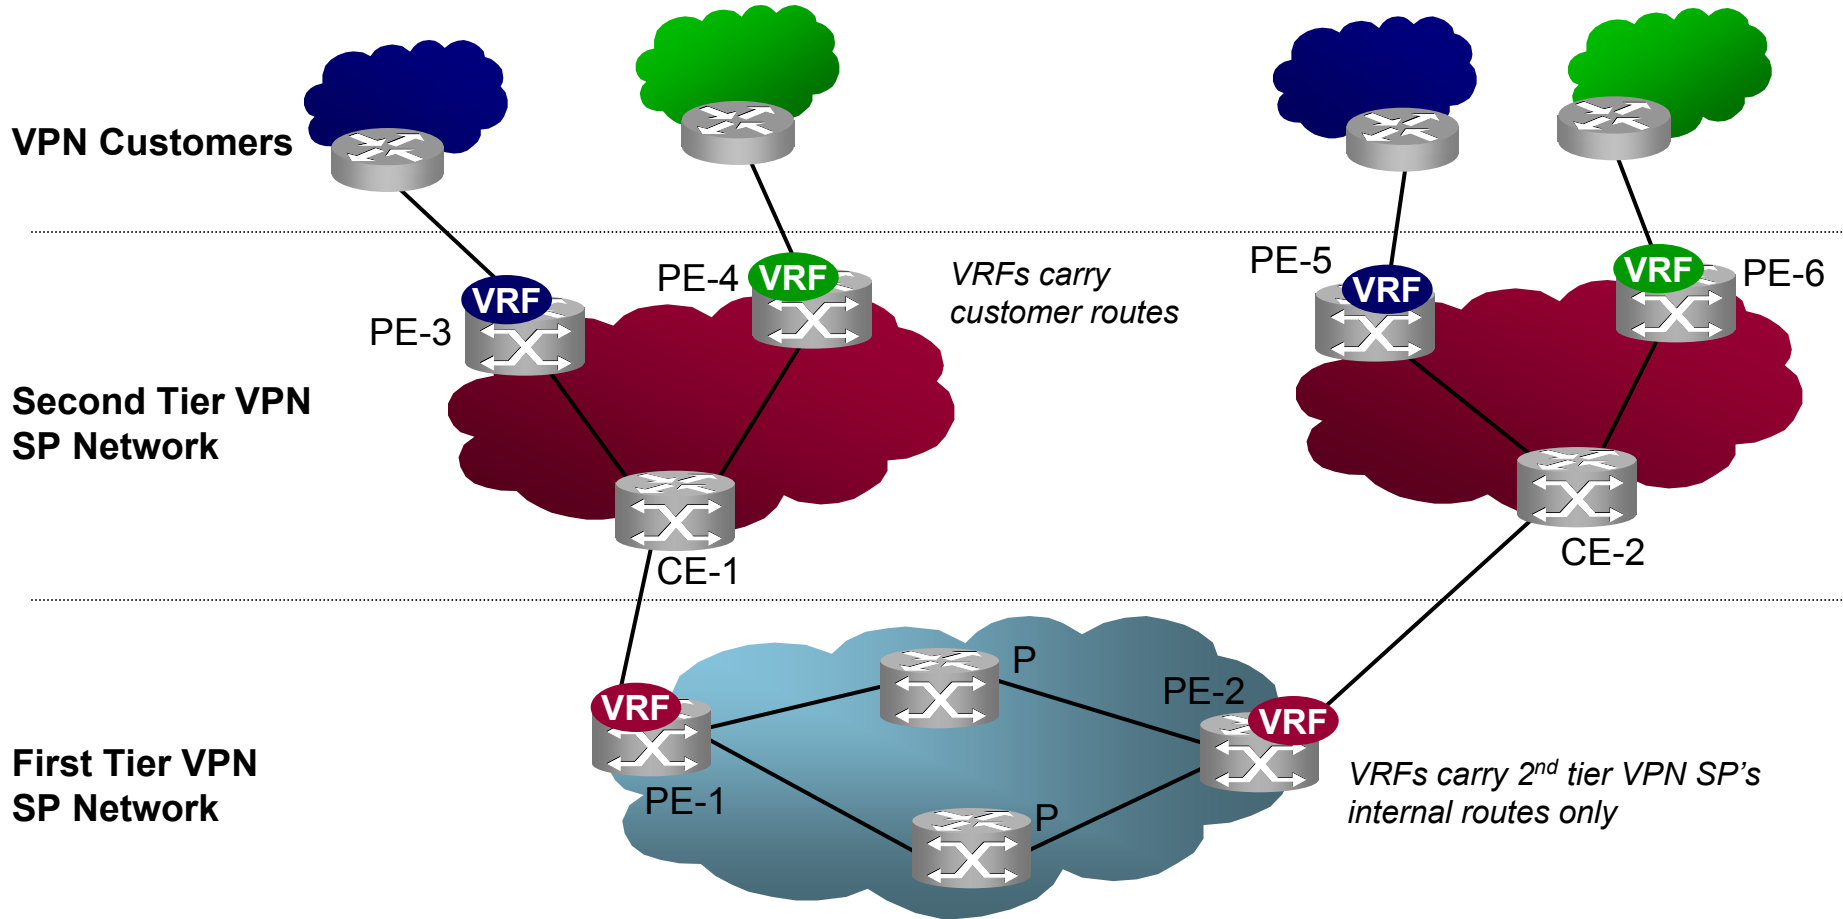 VPN Customers
PE-3
VRF
PE-4
VRF
VRFs carry
customer routes
PE-5
VRF
VRF
PE-6
Second Tier VPN
SP Network
CE-1
CE-2
First Tier VPN
SP Network
VRF
PE-1
P
P
PE-2
VRF
VRFs carry 2nd tier VPN SP's
internal routes only